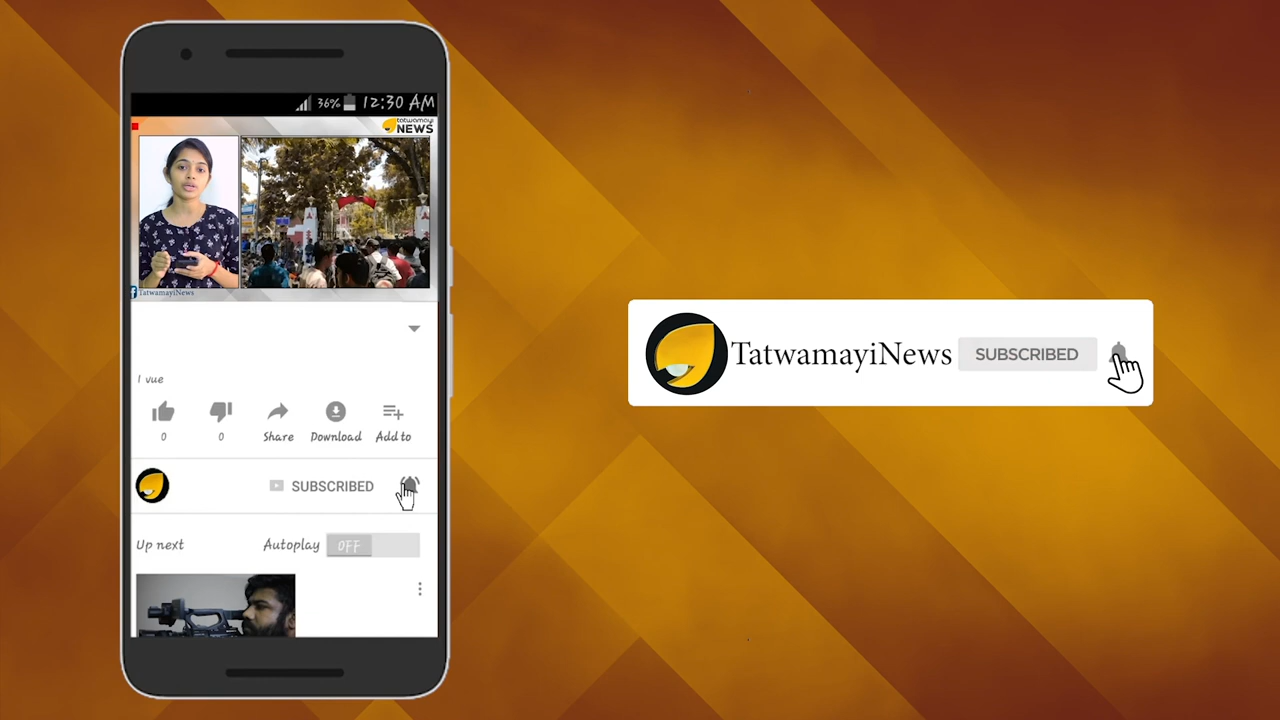 36% 12:30 AM
tatwamayi
NEWS
TatwamayiNews
1 vue
0 0 Share Download Add to
SUBSCRIBED
Up next Autoplay OFF
TatwamayiNews SUBSCRIBED